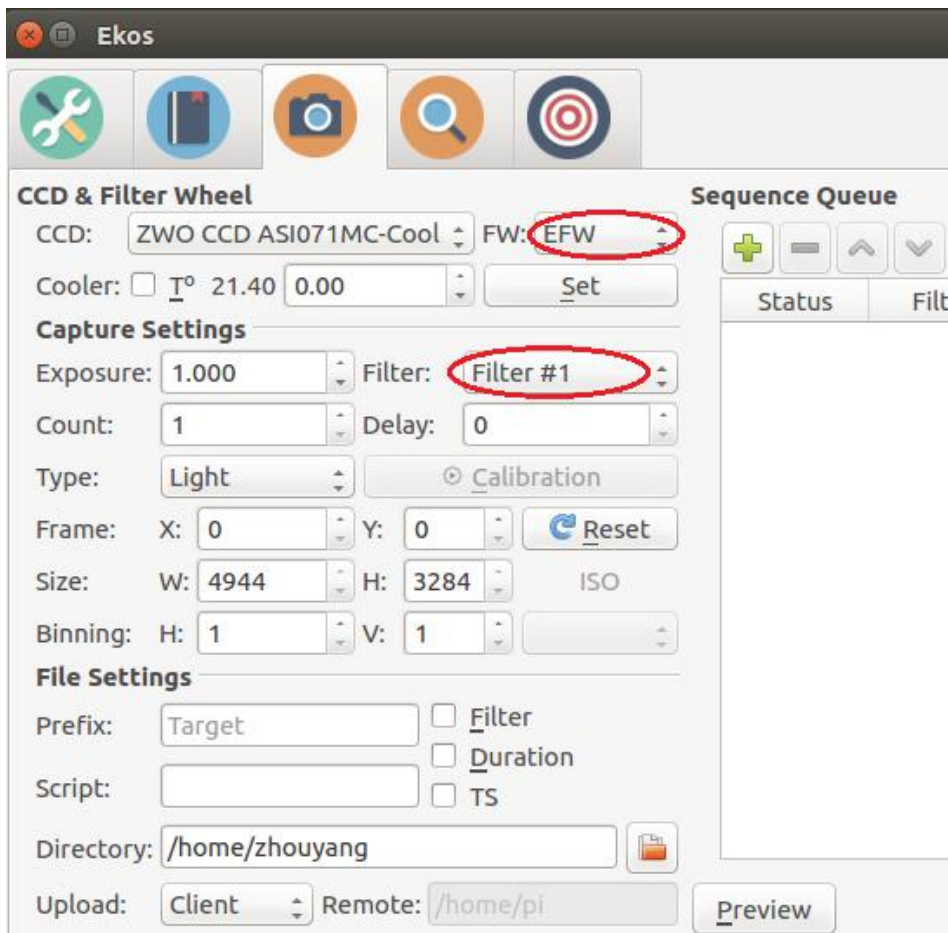 Ekos
CCD & Filter Wheel
CCD: ZWO CCD ASI071MC-Cool FW: EFW
Cooler: Tº 21.40 0.00 Set
Capture Settings
Exposure: 1.000 Filter: Filter #1
Count: 1 Delay: 0
Type: Light Calibration
Frame: X: 0 Y: 0 Reset
Size: W: 4944 H: 3284 ISO
Binning: H: 1 V: 1
File Settings
Prefix: Target Filter
Duration
Script: TS
Directory: /home/zhouyang
Upload: Client Remote: /home/pi
Sequence Queue
Status Filt
Preview